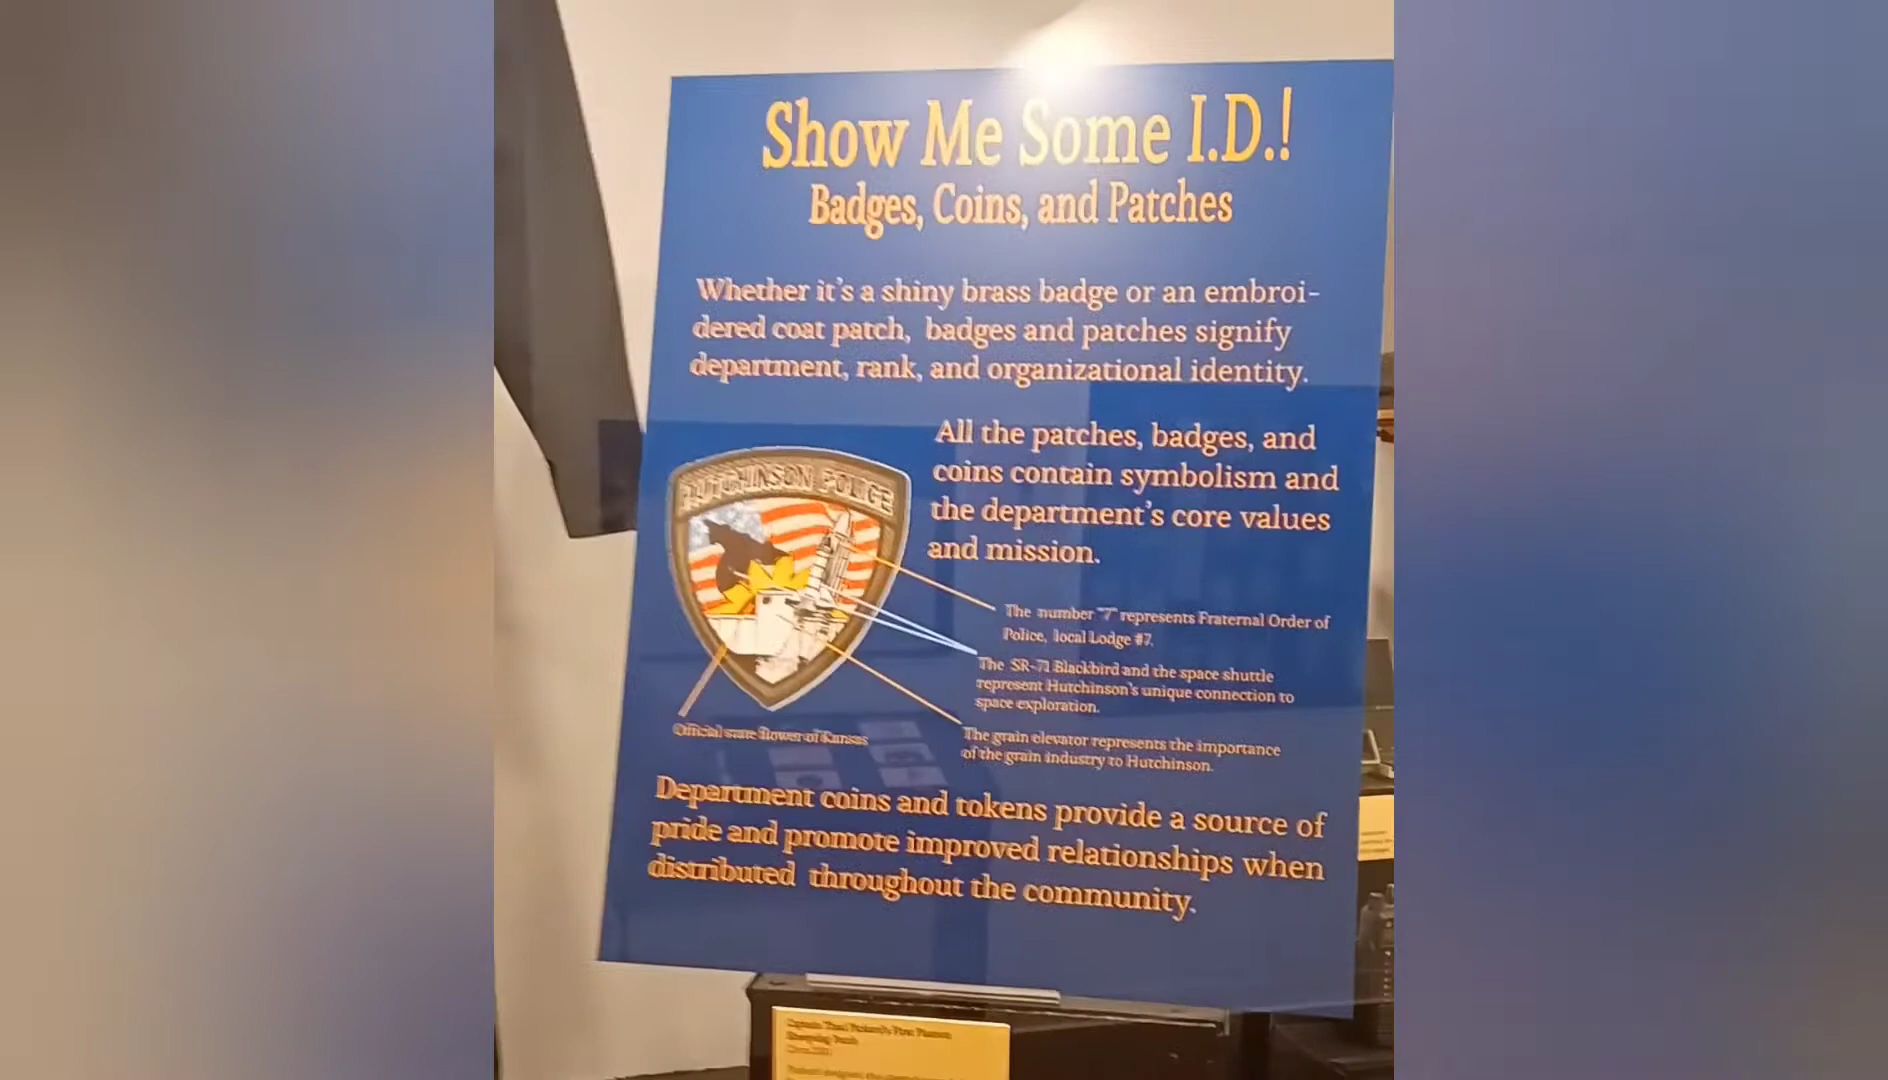 Show Me Some I.D.!
Badges, Coins, and Patches
Whether it's a shiny brass badge or an embroi-
dered coat patch, badges and patches signify
department, rank, and organizational identity.
All the patches, badges, and
coins contain symbolism and
the department's core values
and mission.
HUTCHINSON POLICE
The number "7" represents Fraternal Order of
Police, local Lodge #7.
The SR-71 Blackbird and the space shuttle
represent Hutchinson's unique connection to
space exploration.
Official state flower of Kansas
The grain elevator represents the importance
of the grain industry to Hutchinson.
Department coins and tokens provide a source of
pride and promote improved relationships when
distributed throughout the community.